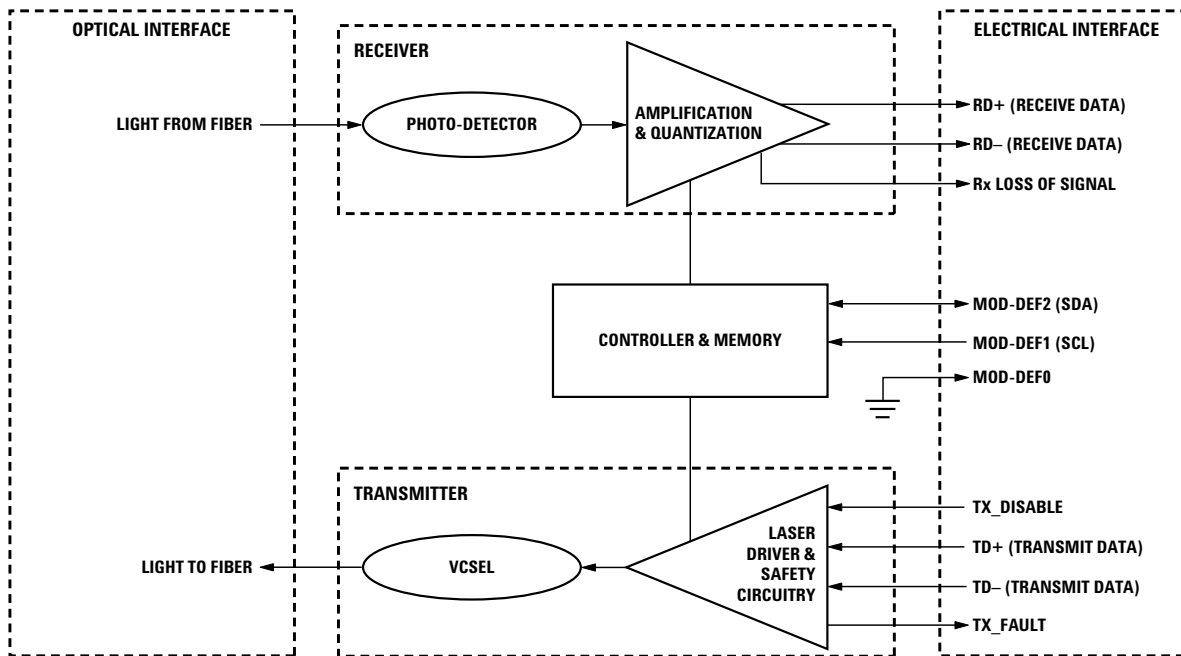 OPTICAL INTERFACE
RECEIVER
ELECTRICAL INTERFACE
LIGHT FROM FIBER
PHOTO-DETECTOR
AMPLIFICATION
& QUANTIZATION
RD+ (RECEIVE DATA)
RD– (RECEIVE DATA)
Rx LOSS OF SIGNAL
CONTROLLER & MEMORY
MOD-DEF2 (SDA)
MOD-DEF1 (SCL)
MOD-DEF0
TRANSMITTER
LIGHT TO FIBER
VCSEL
LASER
DRIVER &
SAFETY
CIRCUITRY
TX_DISABLE
TD+ (TRANSMIT DATA)
TD– (TRANSMIT DATA)
TX_FAULT